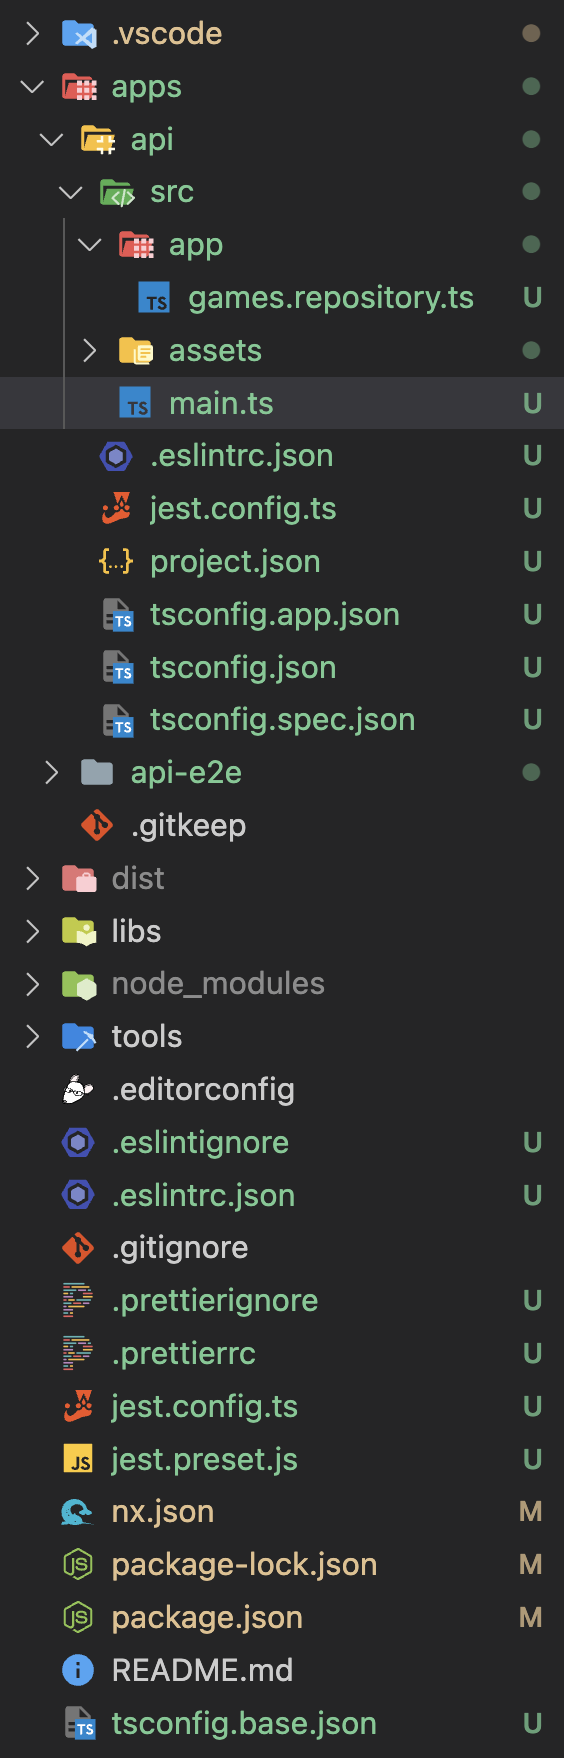 .vscode
apps
api
src
app
games.repository.ts U
assets
main.ts U
.eslintrc.json U
jest.config.ts U
project.json U
tsconfig.app.json U
tsconfig.json U
tsconfig.spec.json U
api-e2e
.gitkeep
dist
libs
node_modules
tools
.editorconfig
.eslintignore U
.eslintrc.json U
.gitignore
.prettierignore U
.prettierrc U
jest.config.ts U
jest.preset.js U
nx.json M
package-lock.json M
package.json M
README.md
tsconfig.base.json U